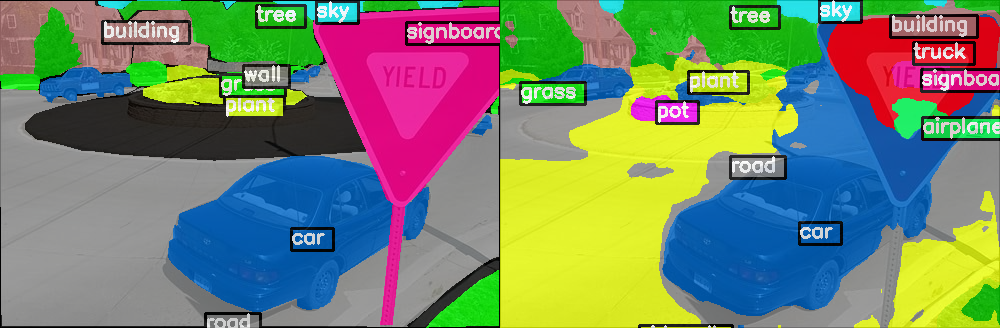 tree
sky
building
signboard
wall
YIELD
grass
plant
car
road
sky
tree
building
truck
YIE
signboa
plant
grass
pot
airplane
road
car